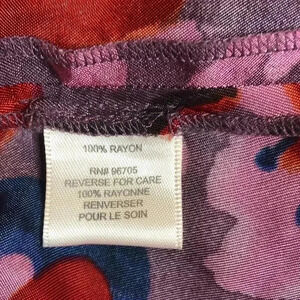 100% RAYON
RN# 96705
REVERSE FOR CARE
100% RAYONNE
RENVERSER
POUR LE SOIN